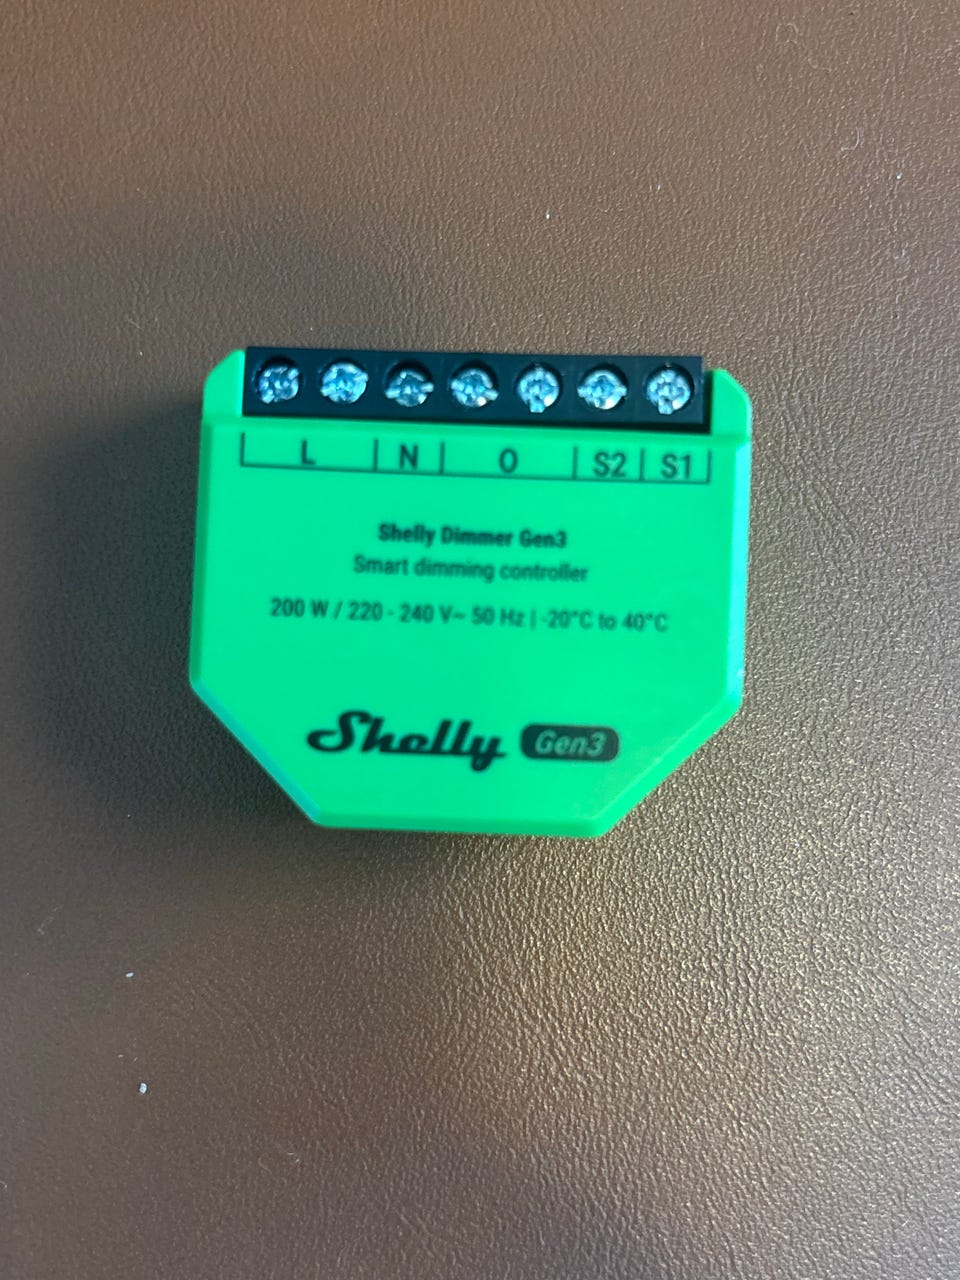 L N O S2 S1
Shelly Dimmer Gen3
Smart dimming controller
200 W / 220 - 240 V~ 50 Hz | -20°C to 40°C
Shelly Gen3